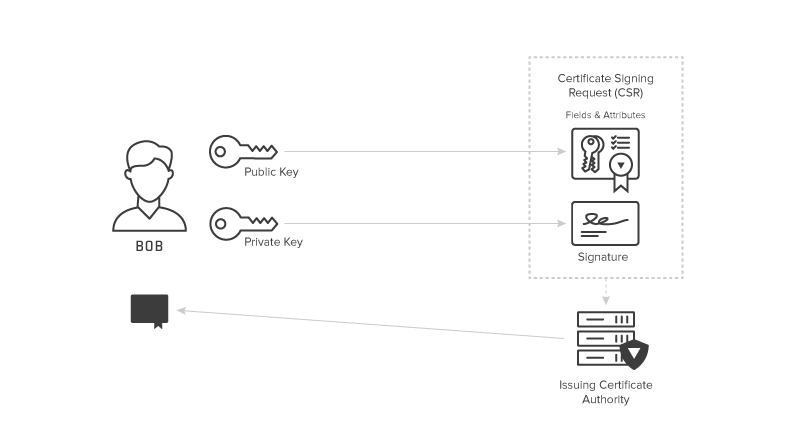 Certificate Signing
Request (CSR)
Fields & Attributes
Public Key
Private Key
BOB
Signature
Issuing Certificate
Authority